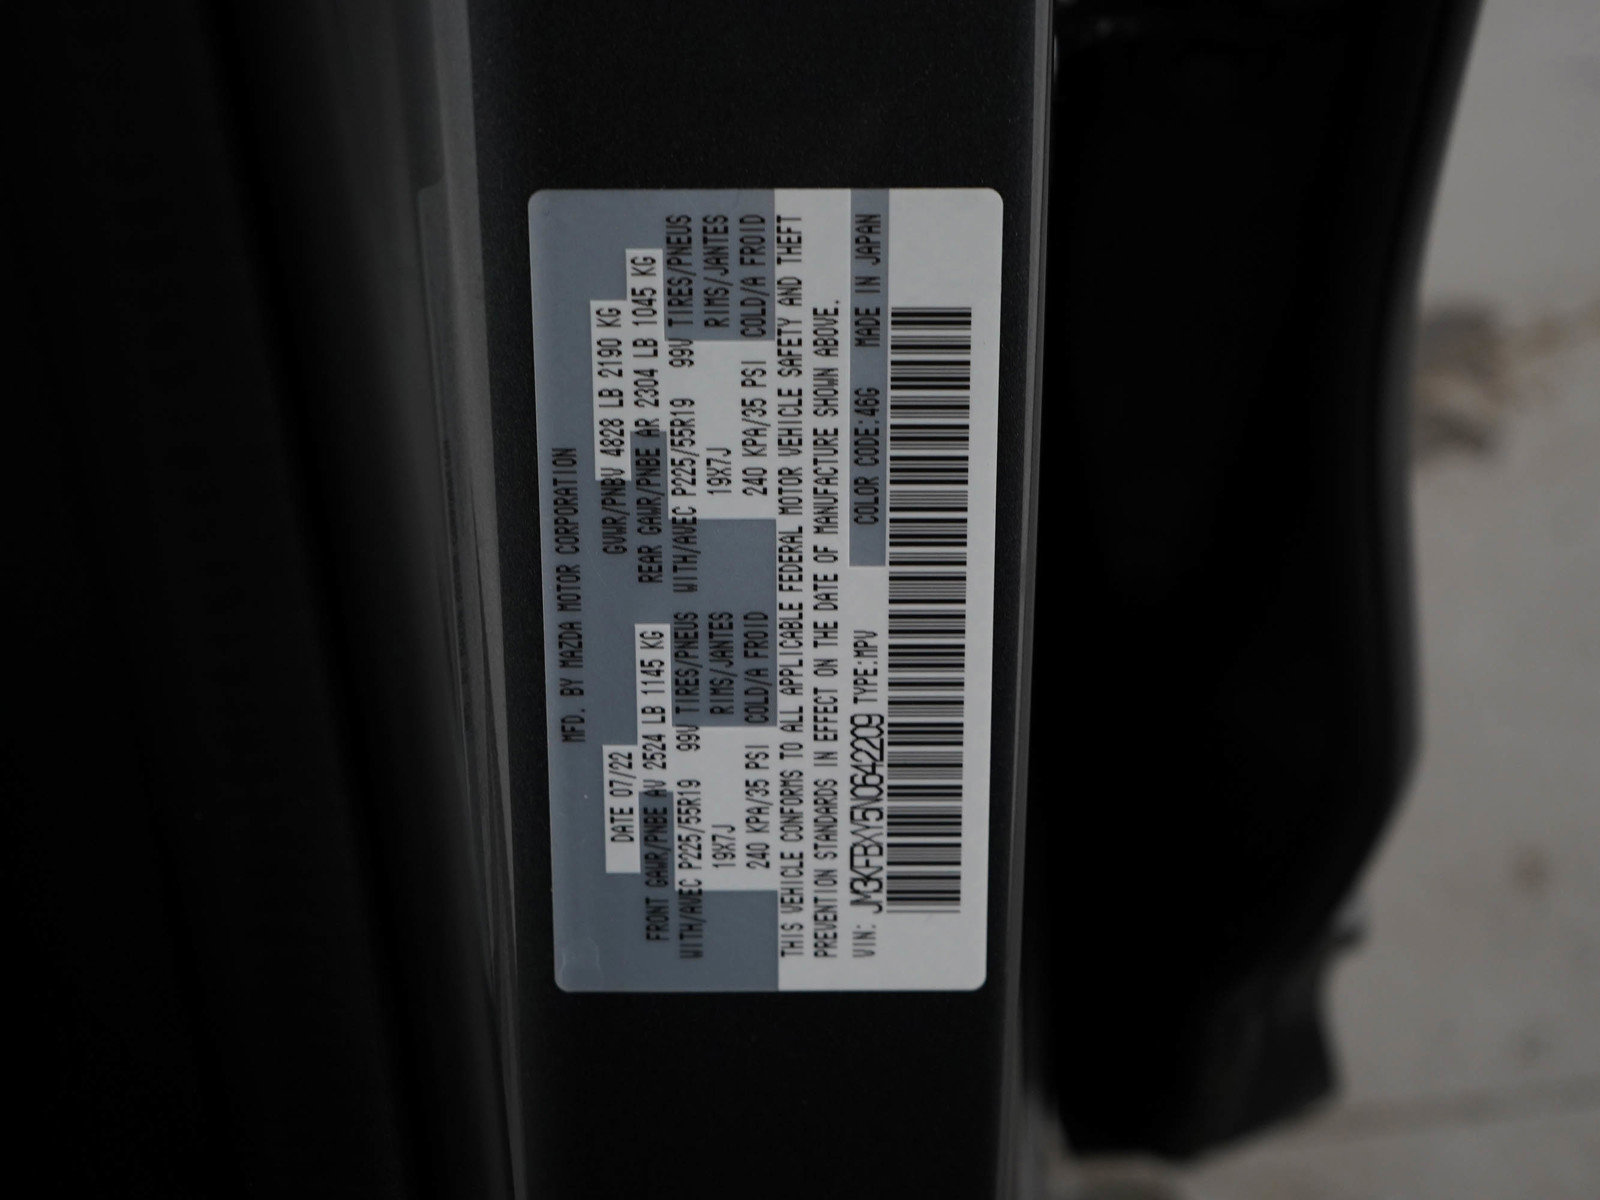 MFD. BY MAZDA MOTOR CORPORATION
DATE 07/22 GVWR/PNBV 4828 LB 2190 KG
FRONT GAWR/PNBE AV 2524 LB 1145 KG REAR GAWR/PNBE AR 2304 LB 1045 KG
WITH/AVEC P225/55R19 99V TIRES/PNEUS WITH/AVEC P225/55R19 99V TIRES/PNEUS
19X7J RIMS/JANTES 19X7J RIMS/JANTES
240 KPA/35 PSI COLD/A FROID 240 KPA/35 PSI COLD/A FROID
THIS VEHICLE CONFORMS TO ALL APPLICABLE FEDERAL MOTOR VEHICLE SAFETY AND THEFT
PREVENTION STANDARDS IN EFFECT ON THE DATE OF MANUFACTURE SHOWN ABOVE.
VIN: JM3KFBXY5N0642209 TYPE:MPV COLOR CODE:46G MADE IN JAPAN